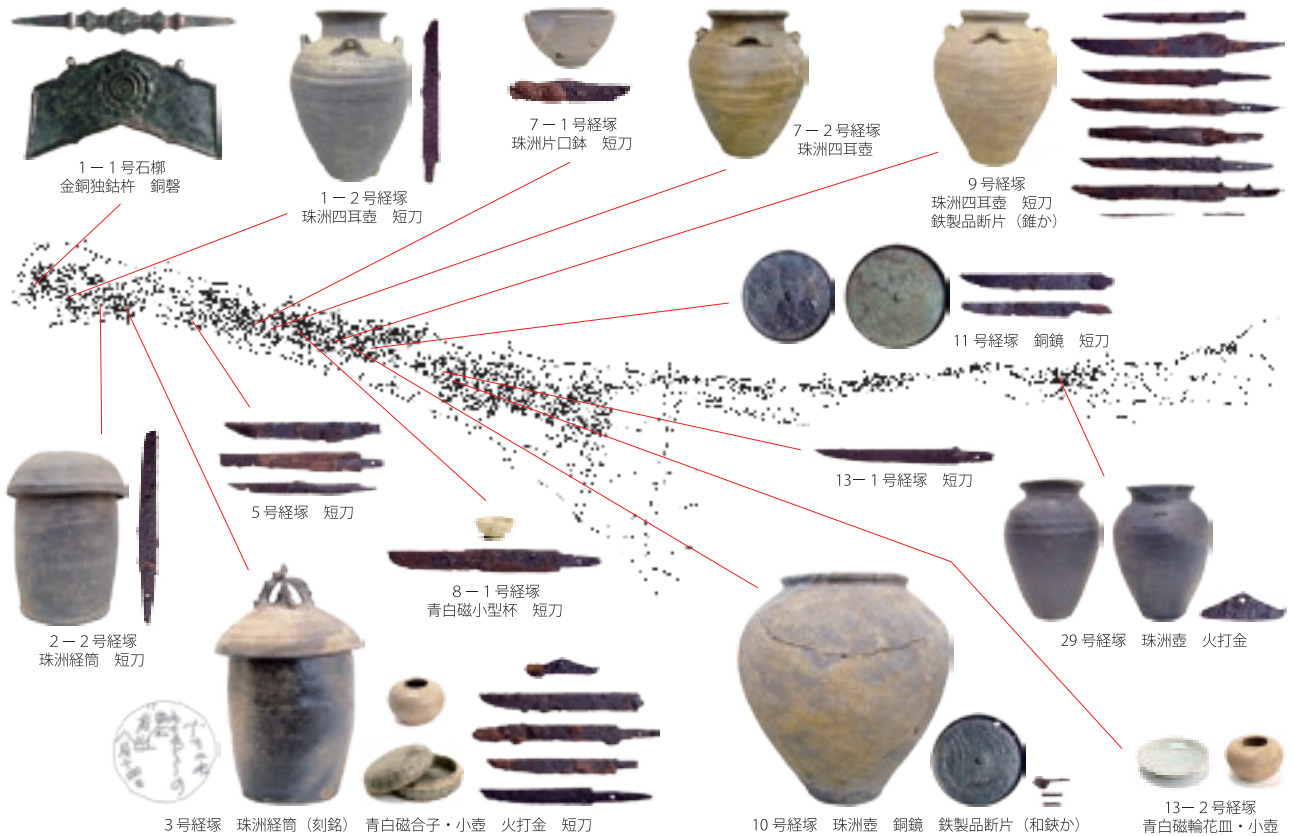 1－1号石槨
金銅独鈷杵　銅磬
1－2号経塚
珠洲四耳壺　短刀
7－1号経塚
珠洲片口鉢　短刀
7－2号経塚
珠洲四耳壺
9号経塚
珠洲四耳壺　短刀
鉄製品断片（錐か）
11号経塚　銅鏡　短刀
13－1号経塚　短刀
5号経塚　短刀
8－1号経塚
青白磁小型杯　短刀
29号経塚　珠洲壺　火打金
2－2号経塚
珠洲経筒　短刀
3号経塚　珠洲経筒（刻銘）　青白磁合子・小壺　火打金　短刀
10号経塚　珠洲壺　銅鏡　鉄製品断片（和鋏か）
13－2号経塚
青白磁輪花皿・小壺